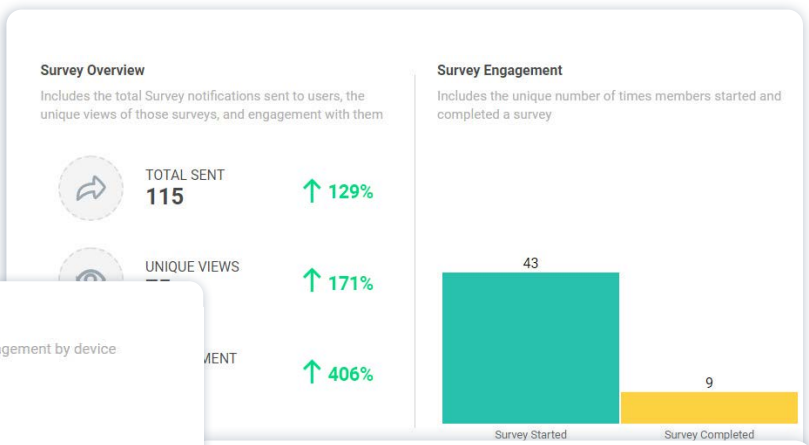 Survey Overview
Includes the total Survey notifications sent to users, the
unique views of those surveys, and engagement with them
TOTAL SENT
115
129%
UNIQUE VIEWS
171%
agement by device
406%
Survey Engagement
Includes the unique number of times members started and
completed a survey
43
9
Survey Started
Survey Completed